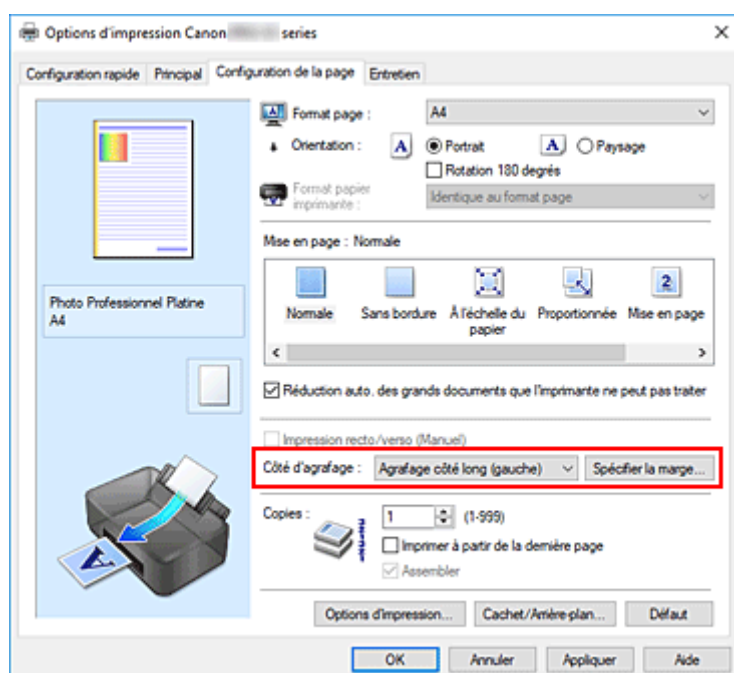 Options d'impression Canon series
Configuration rapide Principal Configuration de la page Entretien
Format page : A4
Orientation : A Portrait A Paysage
Rotation 180 degrés
Format papier
imprimante : Identique au format page
Mise en page : Normale
2
Normale Sans bordure À l'échelle du Proportionnée Mise en page
papier
Photo Professionnel Platine
A4
Réduction auto. des grands documents que l'imprimante ne peut pas traiter
Impression recto/verso (Manuel)
Côté d'agrafage : Agrafage côté long (gauche) Spécifier la marge...
Copies : 1 (1-999)
Imprimer à partir de la dernière page
Assembler
A
Options d'impression... Cachet/Arrière-plan... Défaut
OK Annuler Appliquer Aide